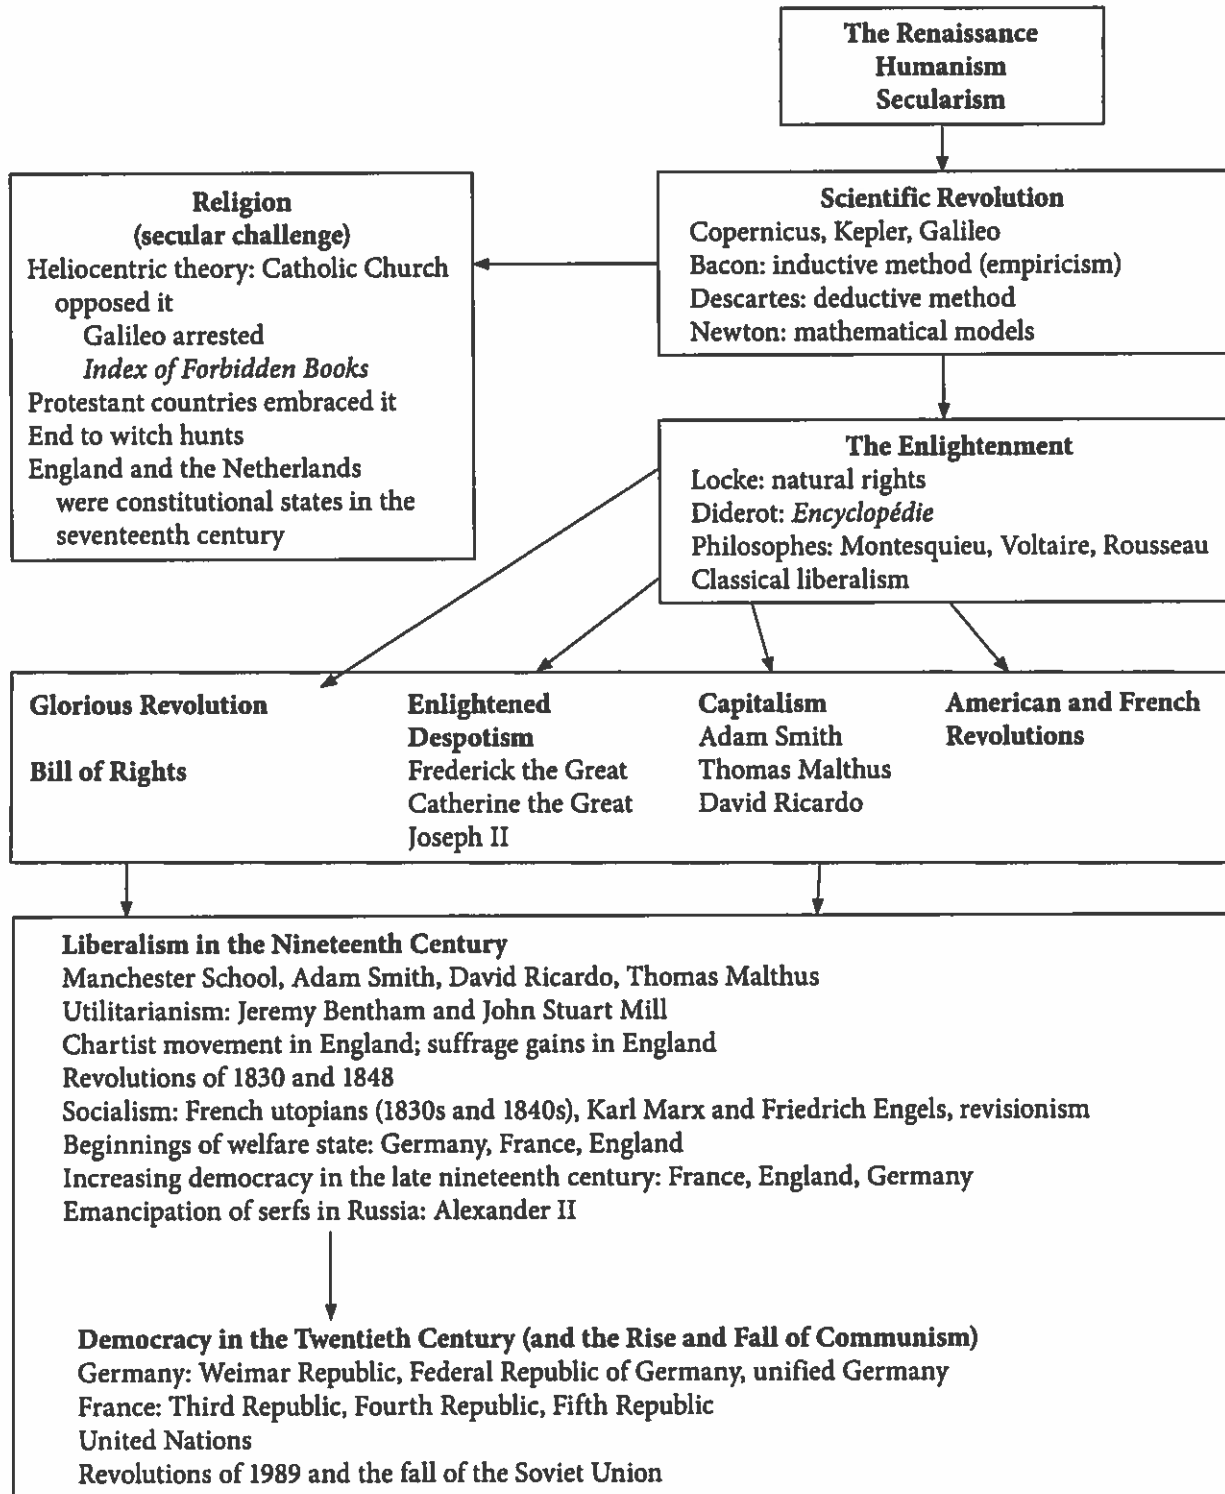 The Renaissance
Humanism
Secularism
Religion
(secular challenge)
Heliocentric theory: Catholic Church
opposed it
Galileo arrested
Index of Forbidden Books
Protestant countries embraced it
End to witch hunts
England and the Netherlands
were constitutional states in the
seventeenth century
Scientific Revolution
Copernicus, Kepler, Galileo
Bacon: inductive method (empiricism)
Descartes: deductive method
Newton: mathematical models
The Enlightenment
Locke: natural rights
Diderot: Encyclopédie
Philosophes: Montesquieu, Voltaire, Rousseau
Classical liberalism
Glorious Revolution
Bill of Rights
Enlightened
Despotism
Frederick the Great
Catherine the Great
Joseph II
Capitalism
Adam Smith
Thomas Malthus
David Ricardo
American and French
Revolutions
Liberalism in the Nineteenth Century
Manchester School, Adam Smith, David Ricardo, Thomas Malthus
Utilitarianism: Jeremy Bentham and John Stuart Mill
Chartist movement in England; suffrage gains in England
Revolutions of 1830 and 1848
Socialism: French utopians (1830s and 1840s), Karl Marx and Friedrich Engels, revisionism
Beginnings of welfare state: Germany, France, England
Increasing democracy in the late nineteenth century: France, England, Germany
Emancipation of serfs in Russia: Alexander II
Democracy in the Twentieth Century (and the Rise and Fall of Communism)
Germany: Weimar Republic, Federal Republic of Germany, unified Germany
France: Third Republic, Fourth Republic, Fifth Republic
United Nations
Revolutions of 1989 and the fall of the Soviet Union